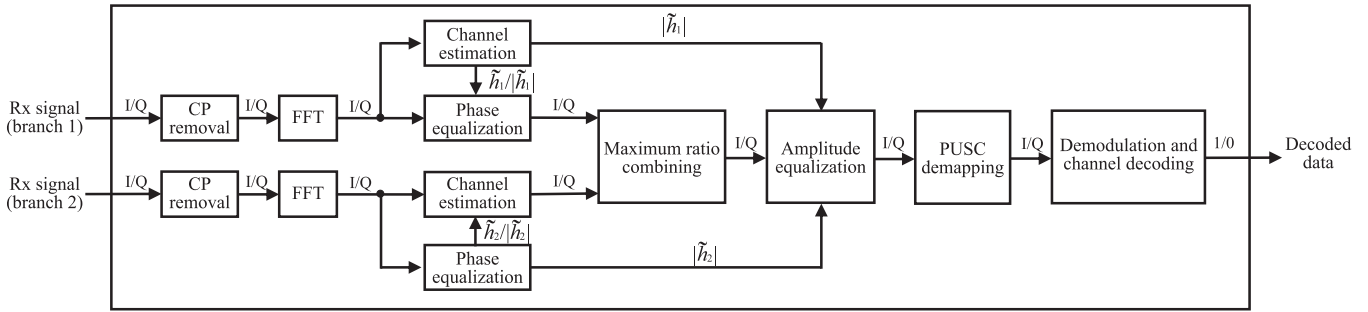 Channel
estimation
|h̃₁|
h̃₁/|h̃₁|
Rx signal
(branch 1)
I/Q
CP
removal
I/Q
FFT
I/Q
Phase
equalization
I/Q
Maximum ratio
combining
I/Q
Amplitude
equalization
I/Q
PUSC
demapping
I/Q
Demodulation and
channel decoding
1/0
Decoded
data
Rx signal
(branch 2)
I/Q
CP
removal
I/Q
FFT
I/Q
Channel
estimation
I/Q
h̃₂/|h̃₂|
Phase
equalization
|h̃₂|